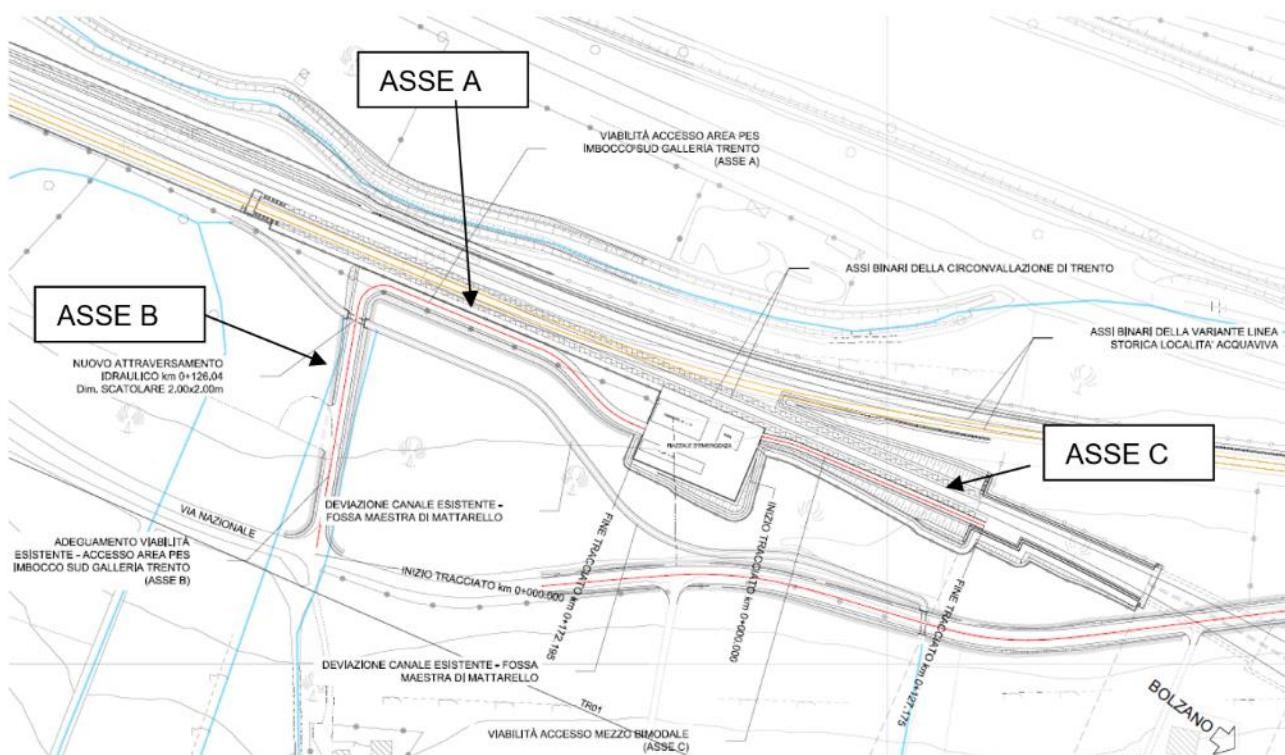 ASSE A
VIABILITÀ ACCESSO AREA PES
IMBOCCO SUD GALLERIA TRENTO
(ASSE A)
ASSI BINARI DELLA CIRCONVALLAZIONE DI TRENTO
ASSE B
ASSI BINARI DELLA VARIANTE LINEA
STORICA LOCALITA' ACQUAVIVA
NUOVO ATTRAVERSAMENTO
IDRAULICO km 0+126,04
Dim. SCATOLARE 2.00x2.00m
PIAZZALE D'EMERGENZA
ASSE C
VIA NAZIONALE
DEVIAZIONE CANALE ESISTENTE -
FOSSA MAESTRA DI MATTARELLO
ADEGUAMENTO VIABILITÀ
ESISTENTE - ACCESSO AREA PES
IMBOCCO SUD GALLERIA TRENTO
(ASSE B)
INIZIO TRACCIATO km 0+000.000
FINE TRACCIATO km 0+172.195
INIZIO TRACCIATO km 0+000.000
FINE TRACCIATO km 0+127.175
DEVIAZIONE CANALE ESISTENTE - FOSSA
MAESTRA DI MATTARELLO
TR01
VIABILITÀ ACCESSO MEZZO BIMODALE
(ASSE C)
BOLZANO